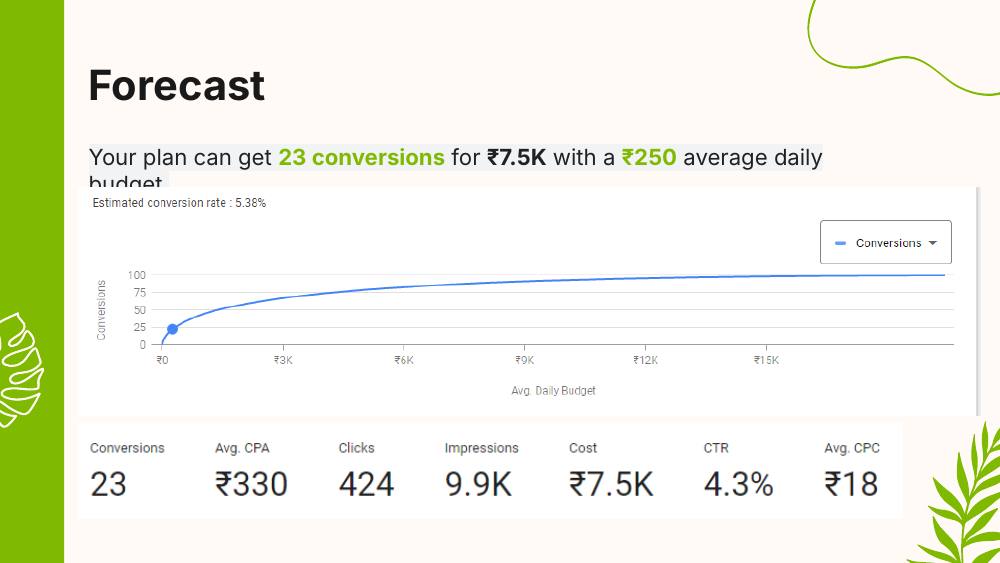 Forecast
Your plan can get 23 conversions for ₹7.5K with a ₹250 average daily
budget.
Estimated conversion rate : 5.38%
Conversions
100
75
50
25
0
Conversions
₹0 ₹3K ₹6K ₹9K ₹12K ₹15K
Avg. Daily Budget
Conversions Avg. CPA Clicks Impressions Cost CTR Avg. CPC
23 ₹330 424 9.9K ₹7.5K 4.3% ₹18